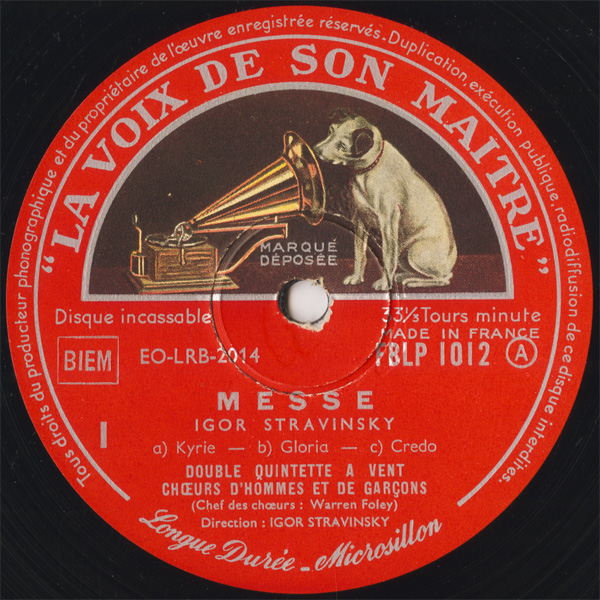 Tous droits du producteur phonographique et du propriétaire de l'œuvre enregistrée réservés. Duplication, exécution publique, radiodiffusion de ce disque interdites.
"LA VOIX DE SON MAITRE"
MARQUE
DÉPOSÉE
Disque incassable
33⅓ Tours minute
MADE IN FRANCE
BIEM
EO-LRB-2014
FBLP 1012 A
MESSE
IGOR STRAVINSKY
I
a) Kyrie — b) Gloria — c) Credo
DOUBLE QUINTETTE A VENT
CHŒURS D'HOMMES ET DE GARÇONS
(Chef des chœurs : Warren Foley)
Direction : IGOR STRAVINSKY
Longue Durée - Microsillon